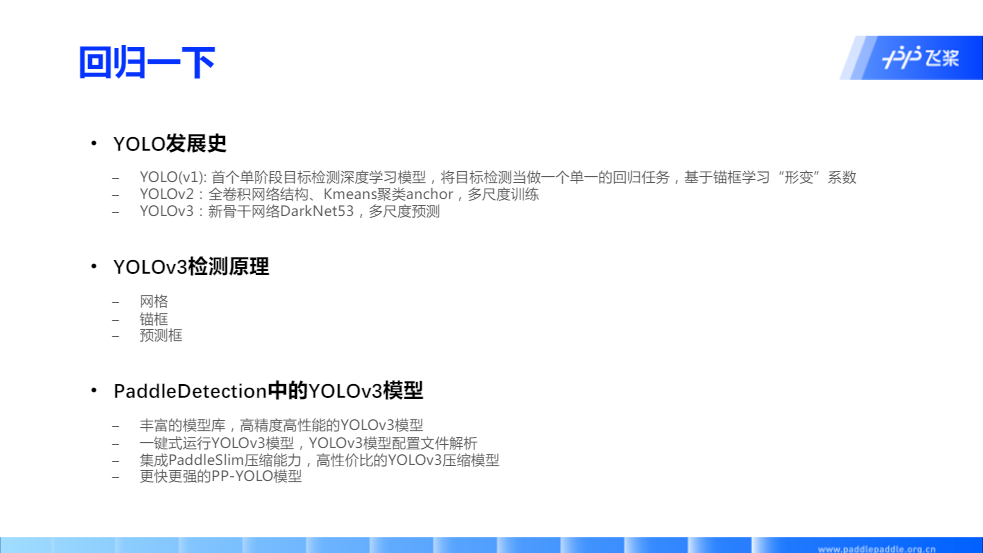 回归一下
飞桨
• YOLO发展史
– YOLO(v1): 首个单阶段目标检测深度学习模型，将目标检测当做一个单一的回归任务，基于锚框学习“形变”系数
– YOLOv2：全卷积网络结构、Kmeans聚类anchor，多尺度训练
– YOLOv3：新骨干网络DarkNet53，多尺度预测
• YOLOv3检测原理
– 网格
– 锚框
– 预测框
• PaddleDetection中的YOLOv3模型
– 丰富的模型库，高精度高性能的YOLOv3模型
– 一键式运行YOLOv3模型，YOLOv3模型配置文件解析
– 集成PaddleSlim压缩能力，高性价比的YOLOv3压缩模型
– 更快更强的PP-YOLO模型
www.paddlepaddle.org.cn